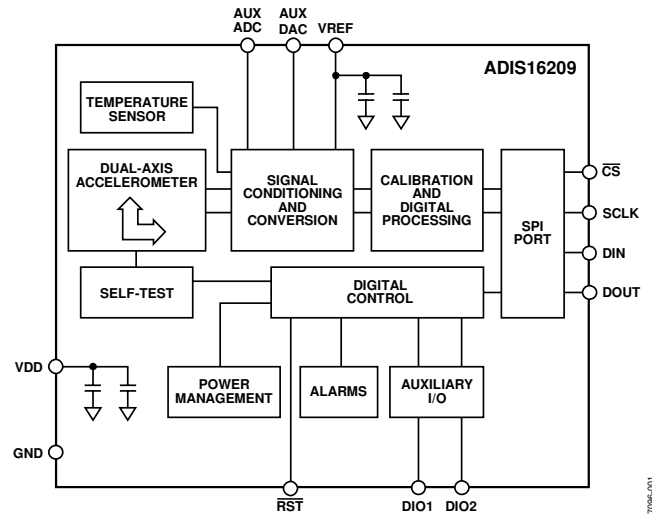 AUX
ADC
AUX
DAC
VREF
ADIS16209
TEMPERATURE
SENSOR
DUAL-AXIS
ACCELEROMETER
SIGNAL
CONDITIONING
AND
CONVERSION
CALIBRATION
AND
DIGITAL
PROCESSING
SPI
PORT
CS
SCLK
DIN
DOUT
SELF-TEST
DIGITAL
CONTROL
VDD
POWER
MANAGEMENT
ALARMS
AUXILIARY
I/O
GND
RST
DIO1
DIO2
7096-001